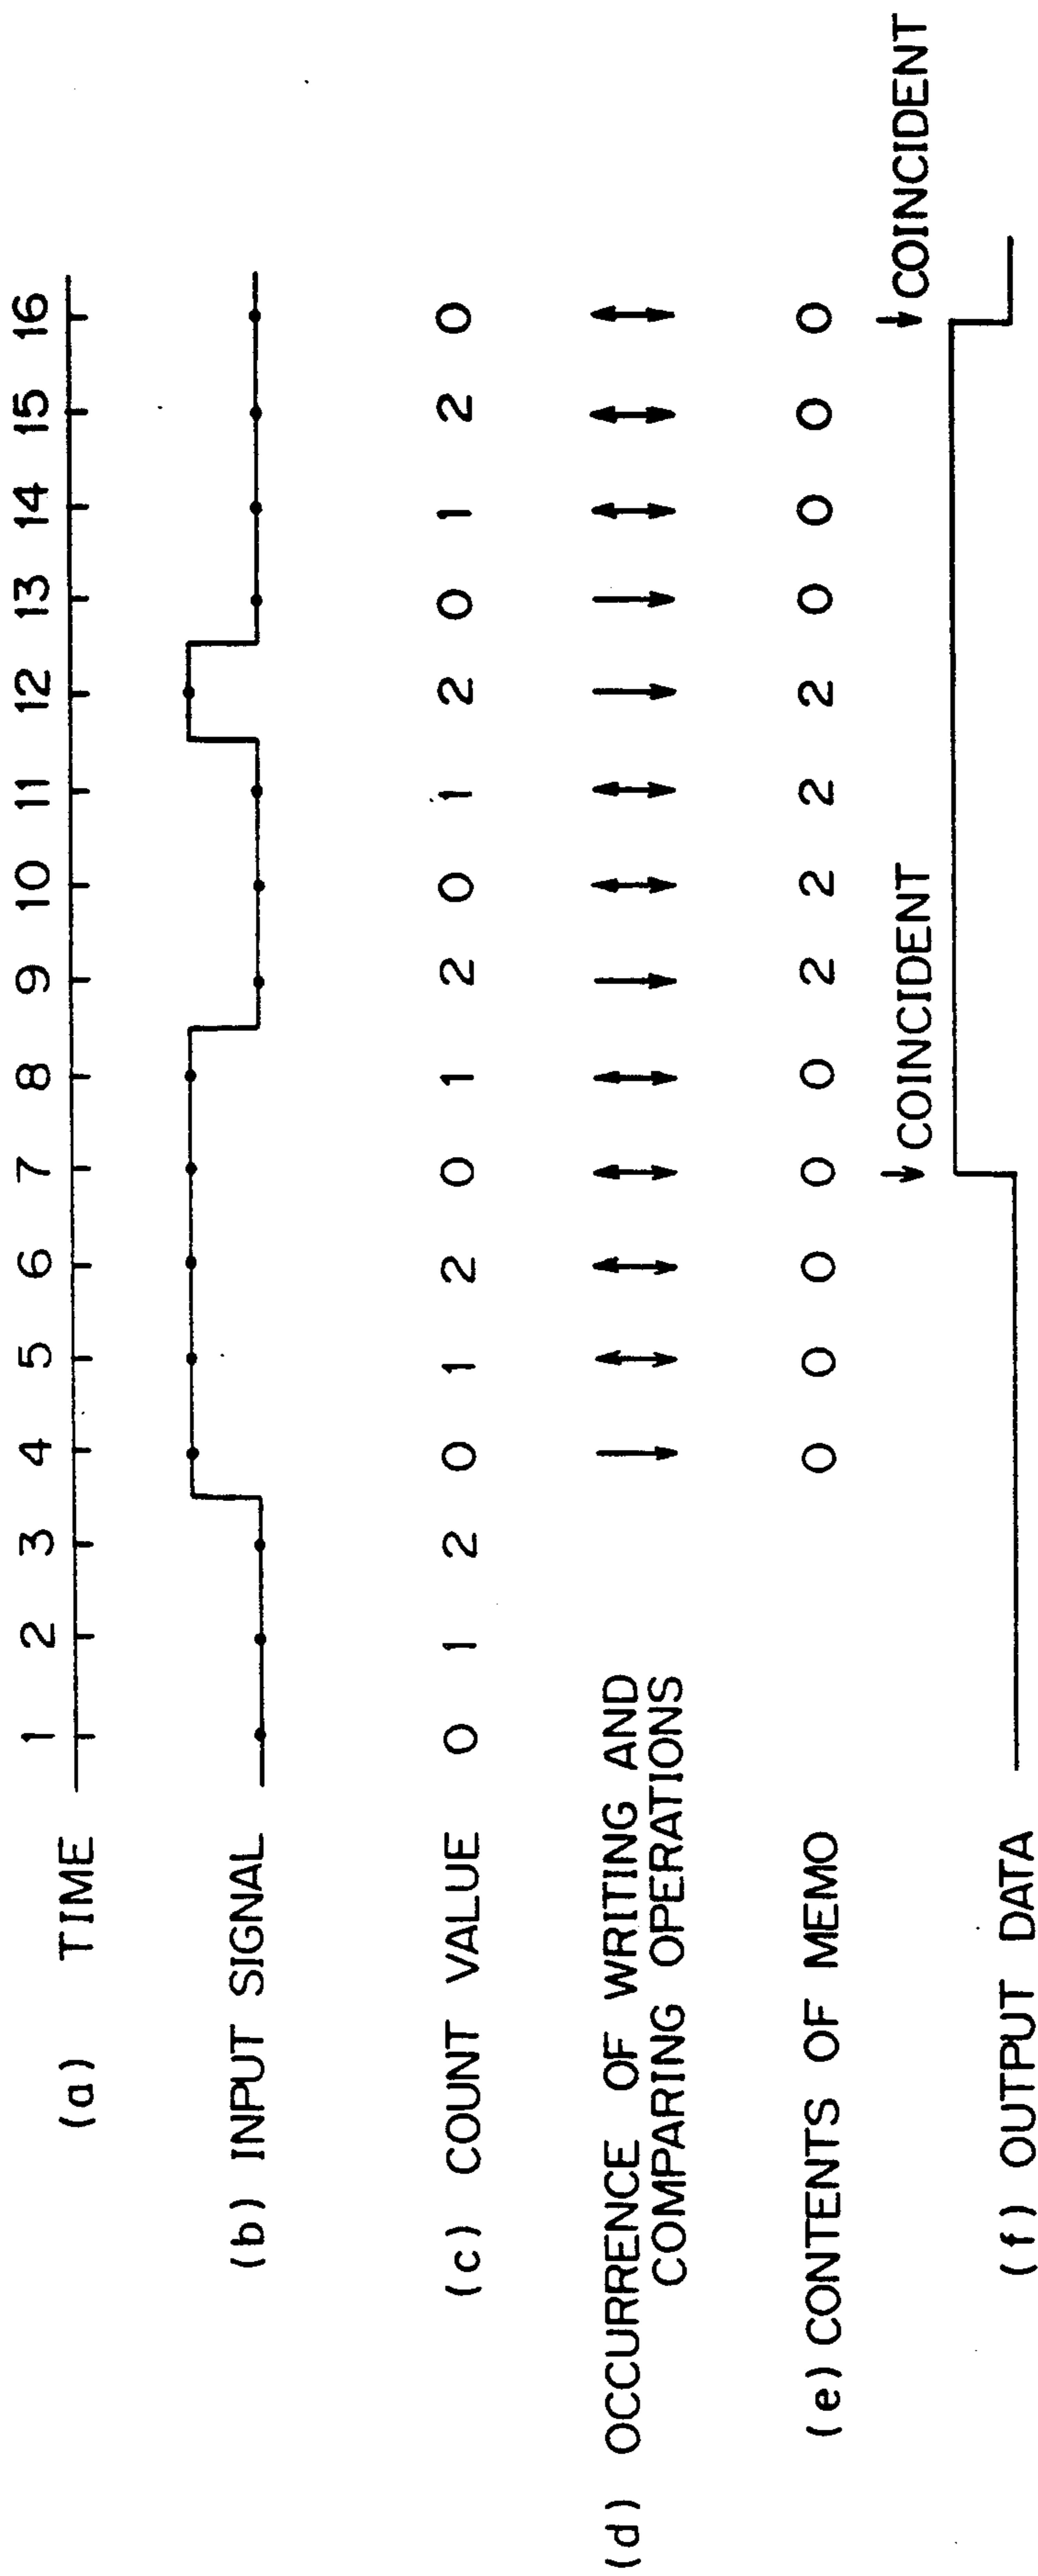 (a) TIME 1 2 3 4 5 6 7 8 9 10 11 12 13 14 15 16
(b) INPUT SIGNAL
(c) COUNT VALUE 0 1 2 0 1 2 0 1 2 0 1 2 0 1 2 0
(d) OCCURRENCE OF WRITING AND
COMPARING OPERATIONS
(e) CONTENTS OF MEMO 0 0 0 0 0 2 2 2 2 0 0 0 0
COINCIDENT COINCIDENT
(f) OUTPUT DATA